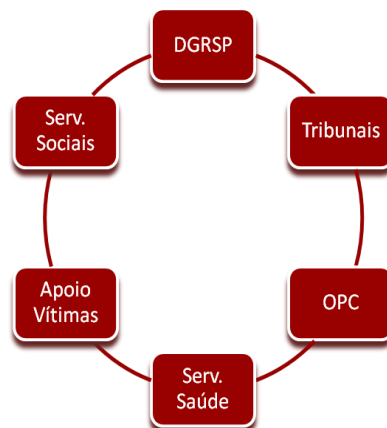 DGRSP
Tribunais
OPC
Serv.
Saúde
Apoio
Vítimas
Serv.
Sociais